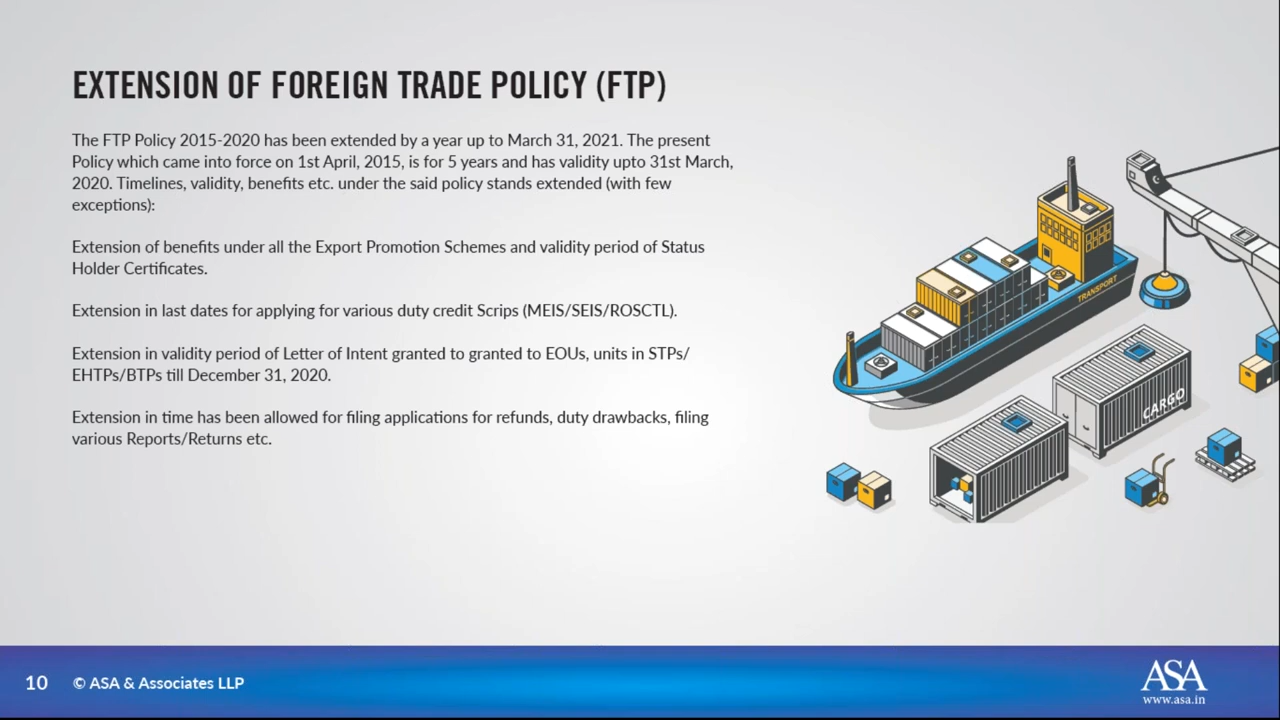 EXTENSION OF FOREIGN TRADE POLICY (FTP)
The FTP Policy 2015-2020 has been extended by a year up to March 31, 2021. The present
Policy which came into force on 1st April, 2015, is for 5 years and has validity upto 31st March,
2020. Timelines, validity, benefits etc. under the said policy stands extended (with few
exceptions):
Extension of benefits under all the Export Promotion Schemes and validity period of Status
Holder Certificates.
Extension in last dates for applying for various duty credit Scrips (MEIS/SEIS/ROSCTL).
Extension in validity period of Letter of Intent granted to granted to EOUs, units in STPs/
EHTPs/BTPs till December 31, 2020.
Extension in time has been allowed for filing applications for refunds, duty drawbacks, filing
various Reports/Returns etc.
TRANSPORT
CARGO
10 © ASA & Associates LLP
ASA
www.asa.in